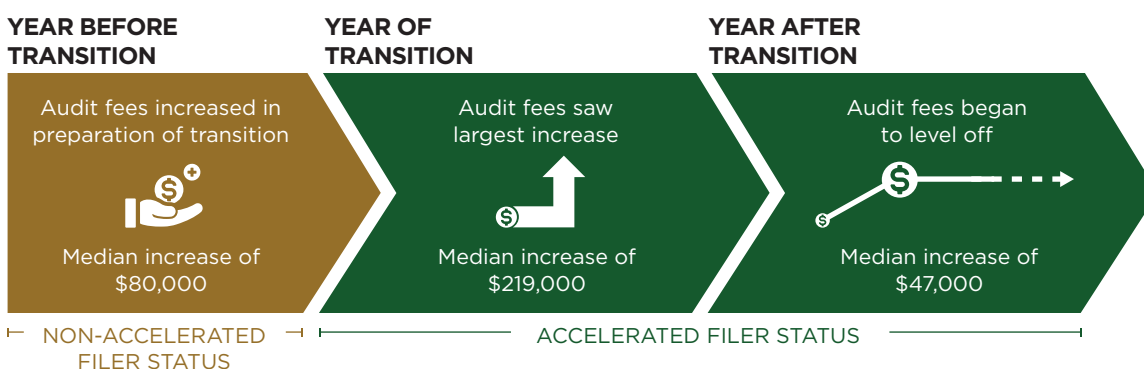 YEAR BEFORE
TRANSITION
Audit fees increased in
preparation of transition
$
+
Median increase of
$80,000
NON-ACCELERATED
FILER STATUS
YEAR OF
TRANSITION
Audit fees saw
largest increase
$
Median increase of
$219,000
YEAR AFTER
TRANSITION
Audit fees began
to level off
$
$
Median increase of
$47,000
ACCELERATED FILER STATUS